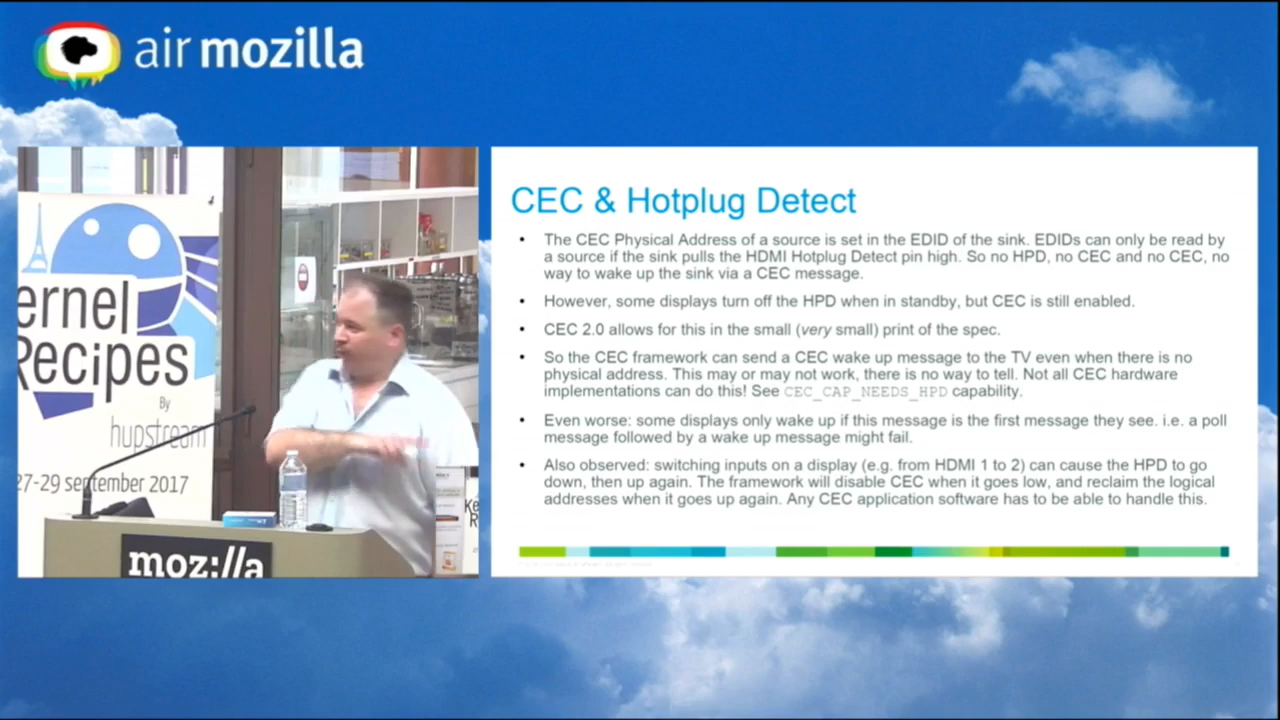 air mozilla
ernel
Recipes
By
hupstream
27-29 september 2017
moz://a
CEC & Hotplug Detect
• The CEC Physical Address of a source is set in the EDID of the sink. EDIDs can only be read by
a source if the sink pulls the HDMI Hotplug Detect pin high. So no HPD, no CEC and no CEC, no
way to wake up the sink via a CEC message.
• However, some displays turn off the HPD when in standby, but CEC is still enabled.
• CEC 2.0 allows for this in the small (very small) print of the spec.
• So the CEC framework can send a CEC wake up message to the TV even when there is no
physical address. This may or may not work, there is no way to tell. Not all CEC hardware
implementations can do this! See CEC_CAP_NEEDS_HPD capability.
• Even worse: some displays only wake up if this message is the first message they see. i.e. a poll
message followed by a wake up message might fail.
• Also observed: switching inputs on a display (e.g. from HDMI 1 to 2) can cause the HPD to go
down, then up again. The framework will disable CEC when it goes low, and reclaim the logical
addresses when it goes up again. Any CEC application software has to be able to handle this.